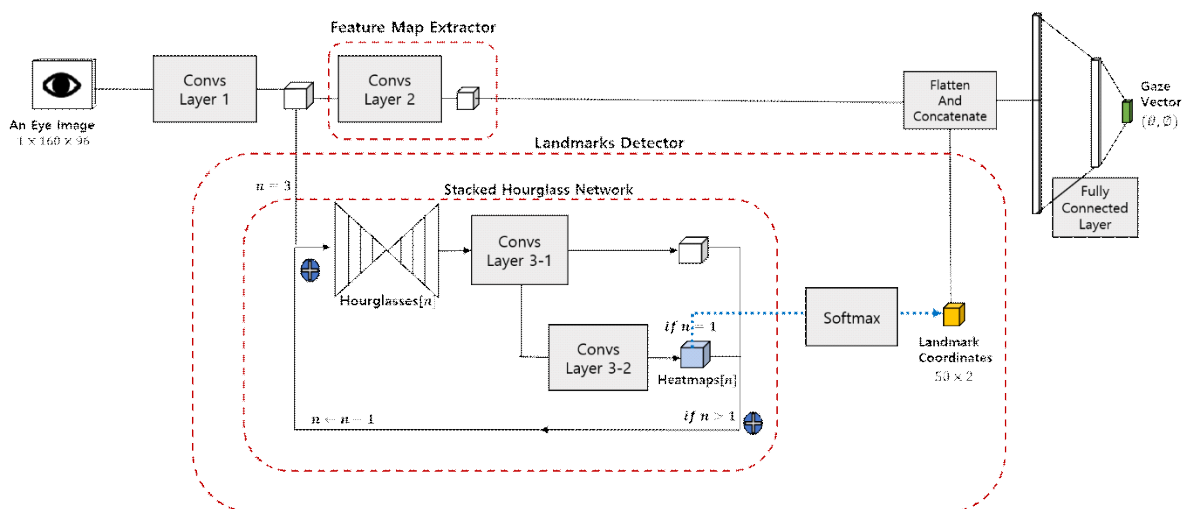 Feature Map Extractor
Convs
Layer 1
Convs
Layer 2
Flatten
And
Concatenate
Gaze
Vector
(θ, ∅)
An Eye Image
1 × 160 × 96
Landmarks Detector
n = 3
Stacked Hourglass Network
Fully
Connected
Layer
Convs
Layer 3-1
Hourglasses[n]
if n = 1
Softmax
Convs
Layer 3-2
Heatmaps[n]
Landmark
Coordinates
50 × 2
n ← n − 1
if n > 1